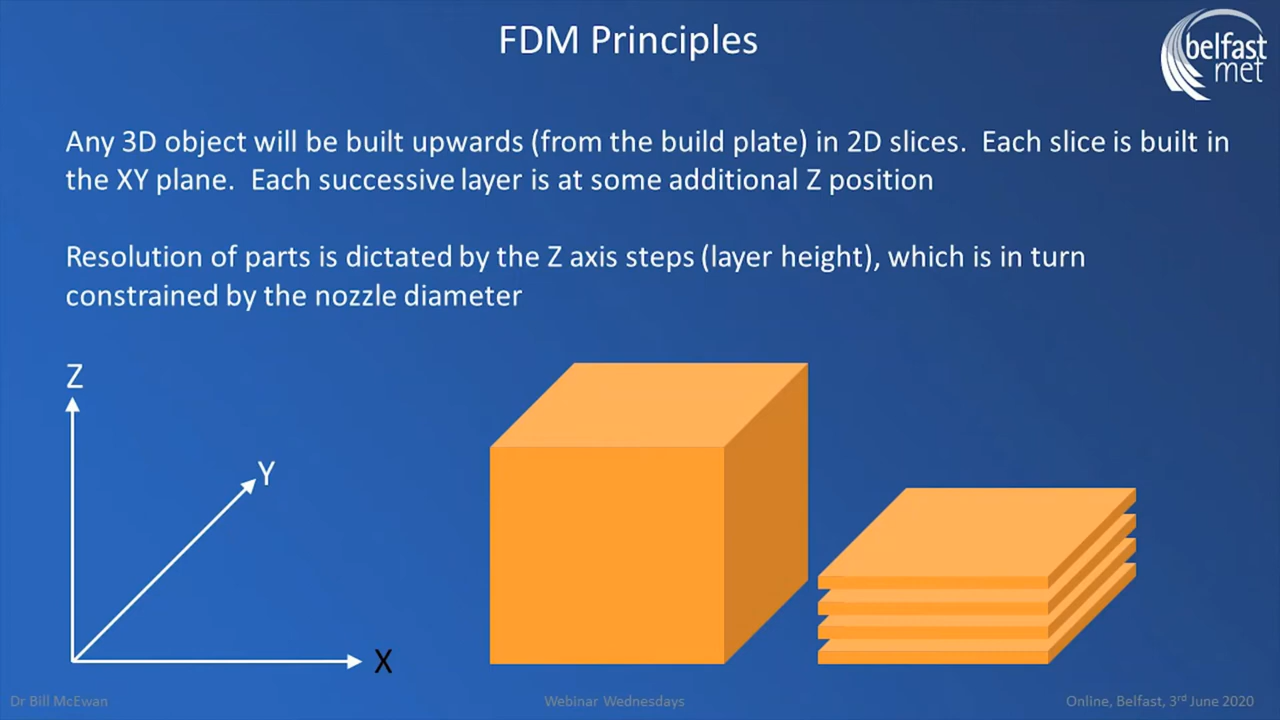 FDM Principles
belfast
met
Any 3D object will be built upwards (from the build plate) in 2D slices.  Each slice is built in
the XY plane.  Each successive layer is at some additional Z position
Resolution of parts is dictated by the Z axis steps (layer height), which is in turn
constrained by the nozzle diameter
Z
Y
X
Dr Bill McEwan
Webinar Wednesdays
Online, Belfast, 3rd June 2020